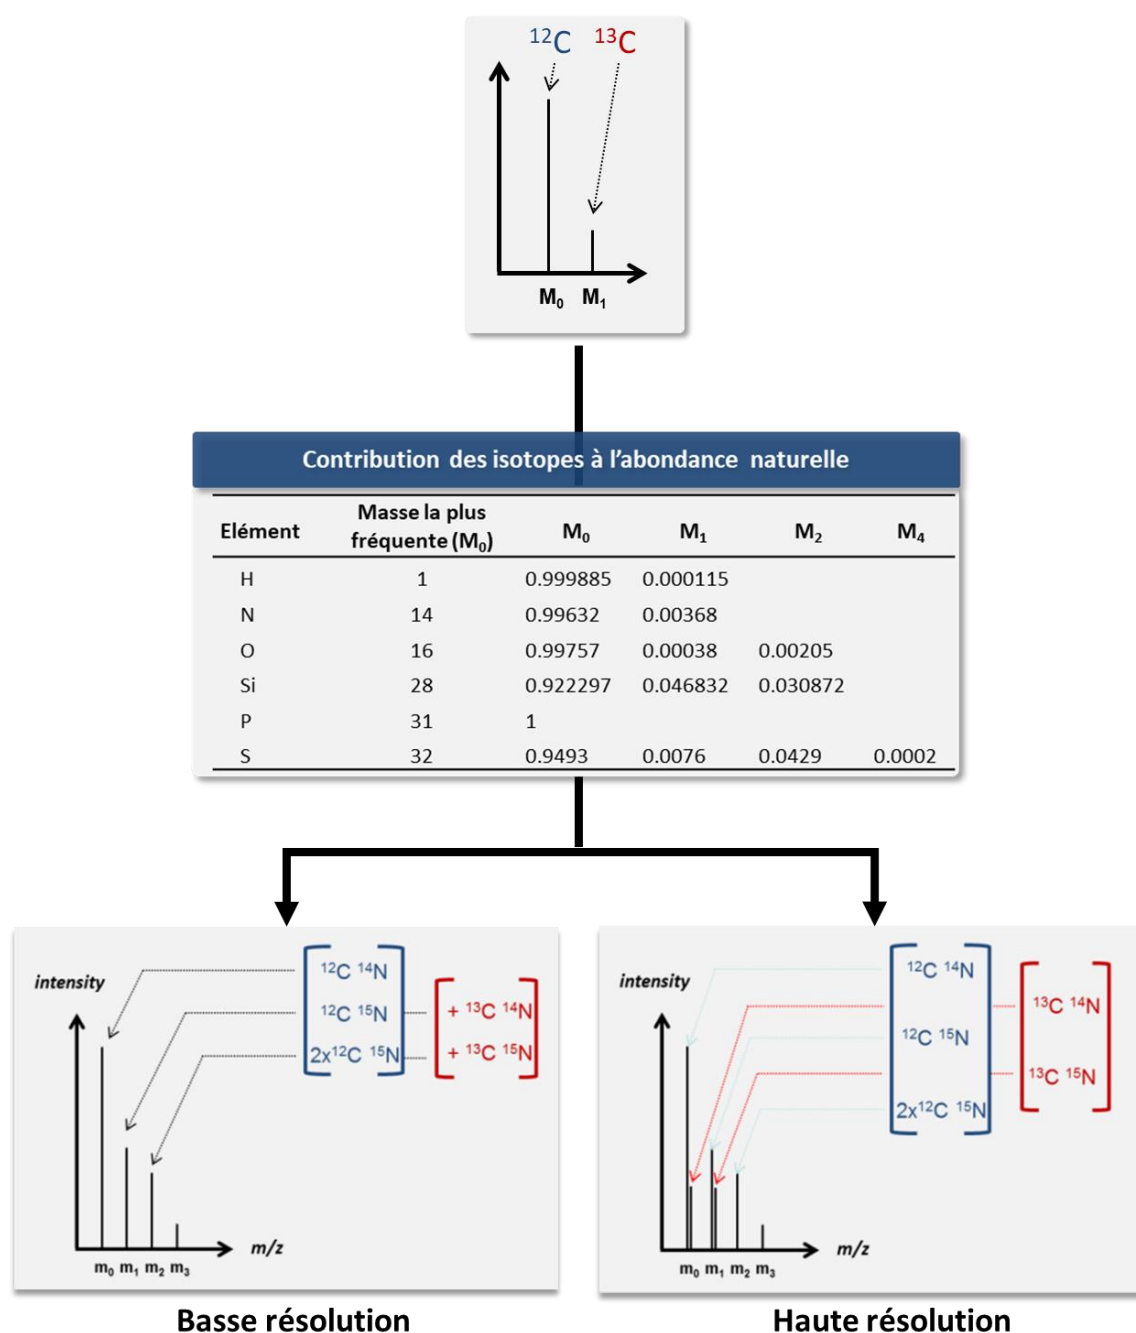 ¹²C ¹³C
M₀ M₁
Contribution des isotopes à l'abondance naturelle
Elément Masse la plus fréquente (M₀) M₀ M₁ M₂ M₄
H 1 0.999885 0.000115
N 14 0.99632 0.00368
O 16 0.99757 0.00038 0.00205
Si 28 0.922297 0.046832 0.030872
P 31 1
S 32 0.9493 0.0076 0.0429 0.0002
intensity
¹²C ¹⁴N
¹²C ¹⁵N + ¹³C ¹⁴N
2x¹²C ¹⁵N + ¹³C ¹⁵N
m/z
m₀ m₁ m₂ m₃
Basse résolution
intensity
¹²C ¹⁴N
¹³C ¹⁴N
¹²C ¹⁵N
¹³C ¹⁵N
2x¹²C ¹⁵N
m/z
m₀ m₁ m₂ m₃
Haute résolution